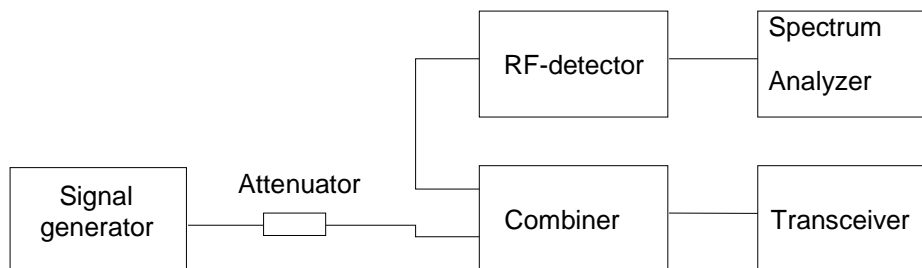 RF-detector
Spectrum
Analyzer
Signal
generator
Attenuator
Combiner
Transceiver